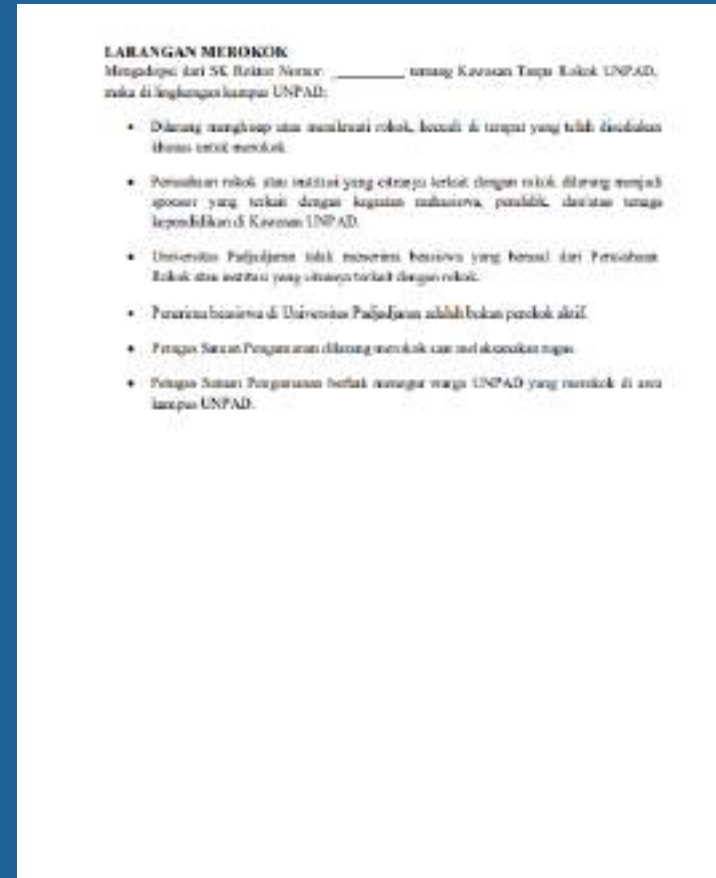 LARANGAN MEROKOK
Mengadopsi dari SK Rektor Nomor: __________ tentang Kawasan Tanpa Rokok UNPAD,
maka di lingkungan kampus UNPAD:
• Dilarang menghisap atau menikmati rokok, kecuali di tempat yang telah disediakan
khusus untuk merokok.
• Perusahaan rokok atau institusi yang citranya terkait dengan rokok dilarang menjadi
sponsor yang terkait dengan kegiatan mahasiswa, pendidik, dan/atau tenaga
kependidikan di Kawasan UNPAD.
• Universitas Padjadjaran tidak menerima beasiswa yang berasal dari Perusahaan
Rokok atau institusi yang citranya terkait dengan rokok.
• Penerima beasiswa di Universitas Padjadjaran adalah bukan perokok aktif.
• Petugas Satuan Pengamanan dilarang merokok saat melaksanakan tugas.
• Petugas Satuan Pengamanan berhak menegur warga UNPAD yang merokok di area
kampus UNPAD.